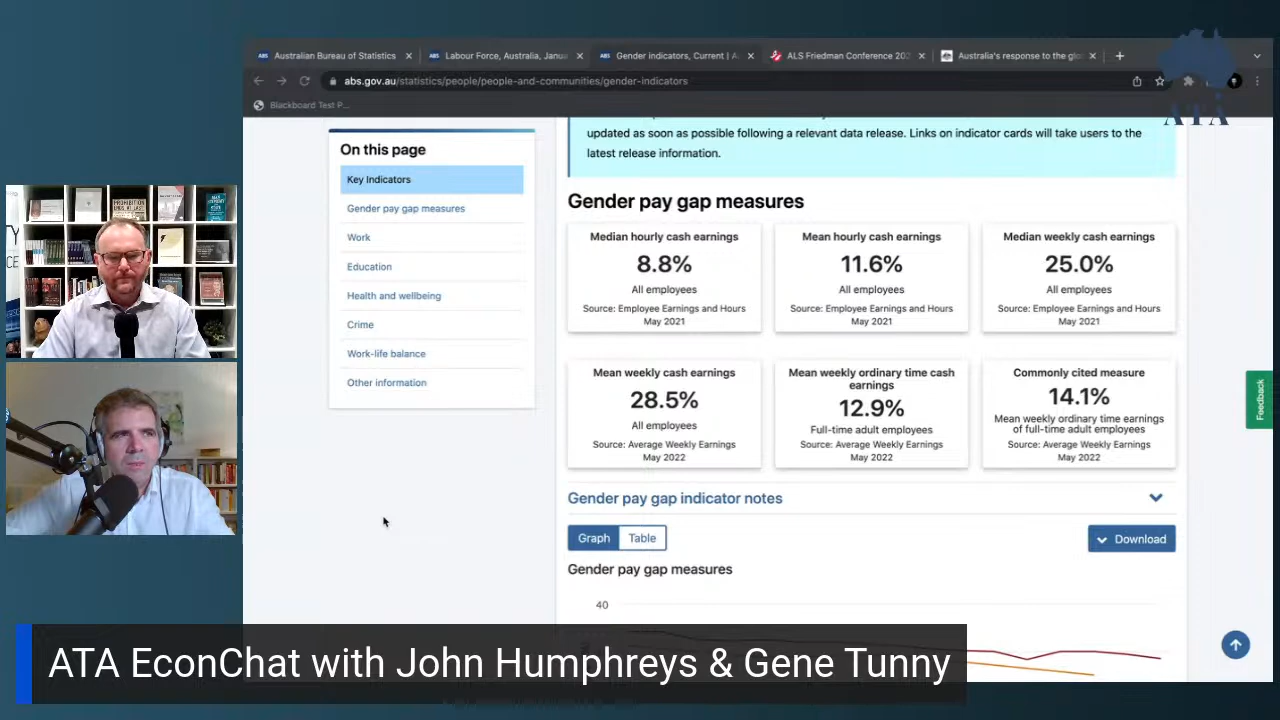 Australian Bureau of Statistics
Labour Force, Australia, Janua
Gender indicators, Current | A
ALS Friedman Conference 202
Australia's response to the glo
abs.gov.au/statistics/people/people-and-communities/gender-indicators
Blackboard Test P...
ATA
On this page
Key Indicators
Gender pay gap measures
Work
Education
Health and wellbeing
Crime
Work-life balance
Other information
updated as soon as possible following a relevant data release. Links on indicator cards will take users to the
latest release information.
Gender pay gap measures
Median hourly cash earnings
8.8%
All employees
Source: Employee Earnings and Hours
May 2021
Mean hourly cash earnings
11.6%
All employees
Source: Employee Earnings and Hours
May 2021
Median weekly cash earnings
25.0%
All employees
Source: Employee Earnings and Hours
May 2021
Mean weekly cash earnings
28.5%
All employees
Source: Average Weekly Earnings
May 2022
Mean weekly ordinary time cash
earnings
12.9%
Full-time adult employees
Source: Average Weekly Earnings
May 2022
Commonly cited measure
14.1%
Mean weekly ordinary time earnings
of full-time adult employees
Source: Average Weekly Earnings
May 2022
Feedback
Gender pay gap indicator notes
Graph
Table
Download
Gender pay gap measures
40
ATA EconChat with John Humphreys & Gene Tunny